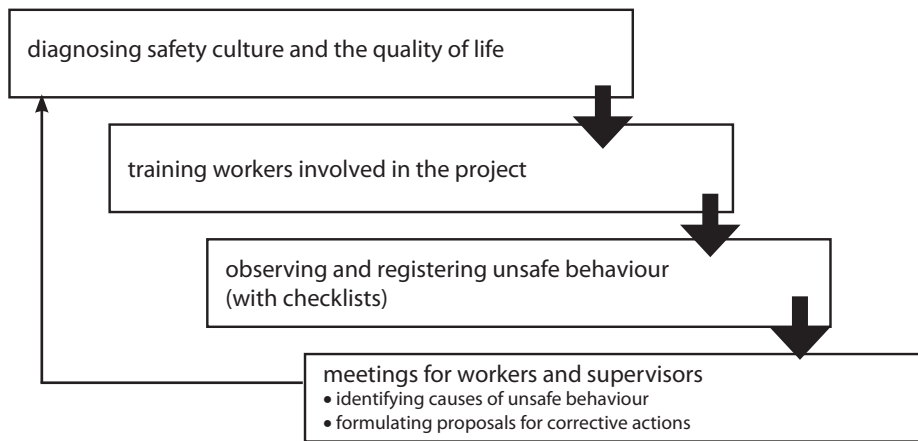 diagnosing safety culture and the quality of life
training workers involved in the project
observing and registering unsafe behaviour
(with checklists)
meetings for workers and supervisors
• identifying causes of unsafe behaviour
• formulating proposals for corrective actions